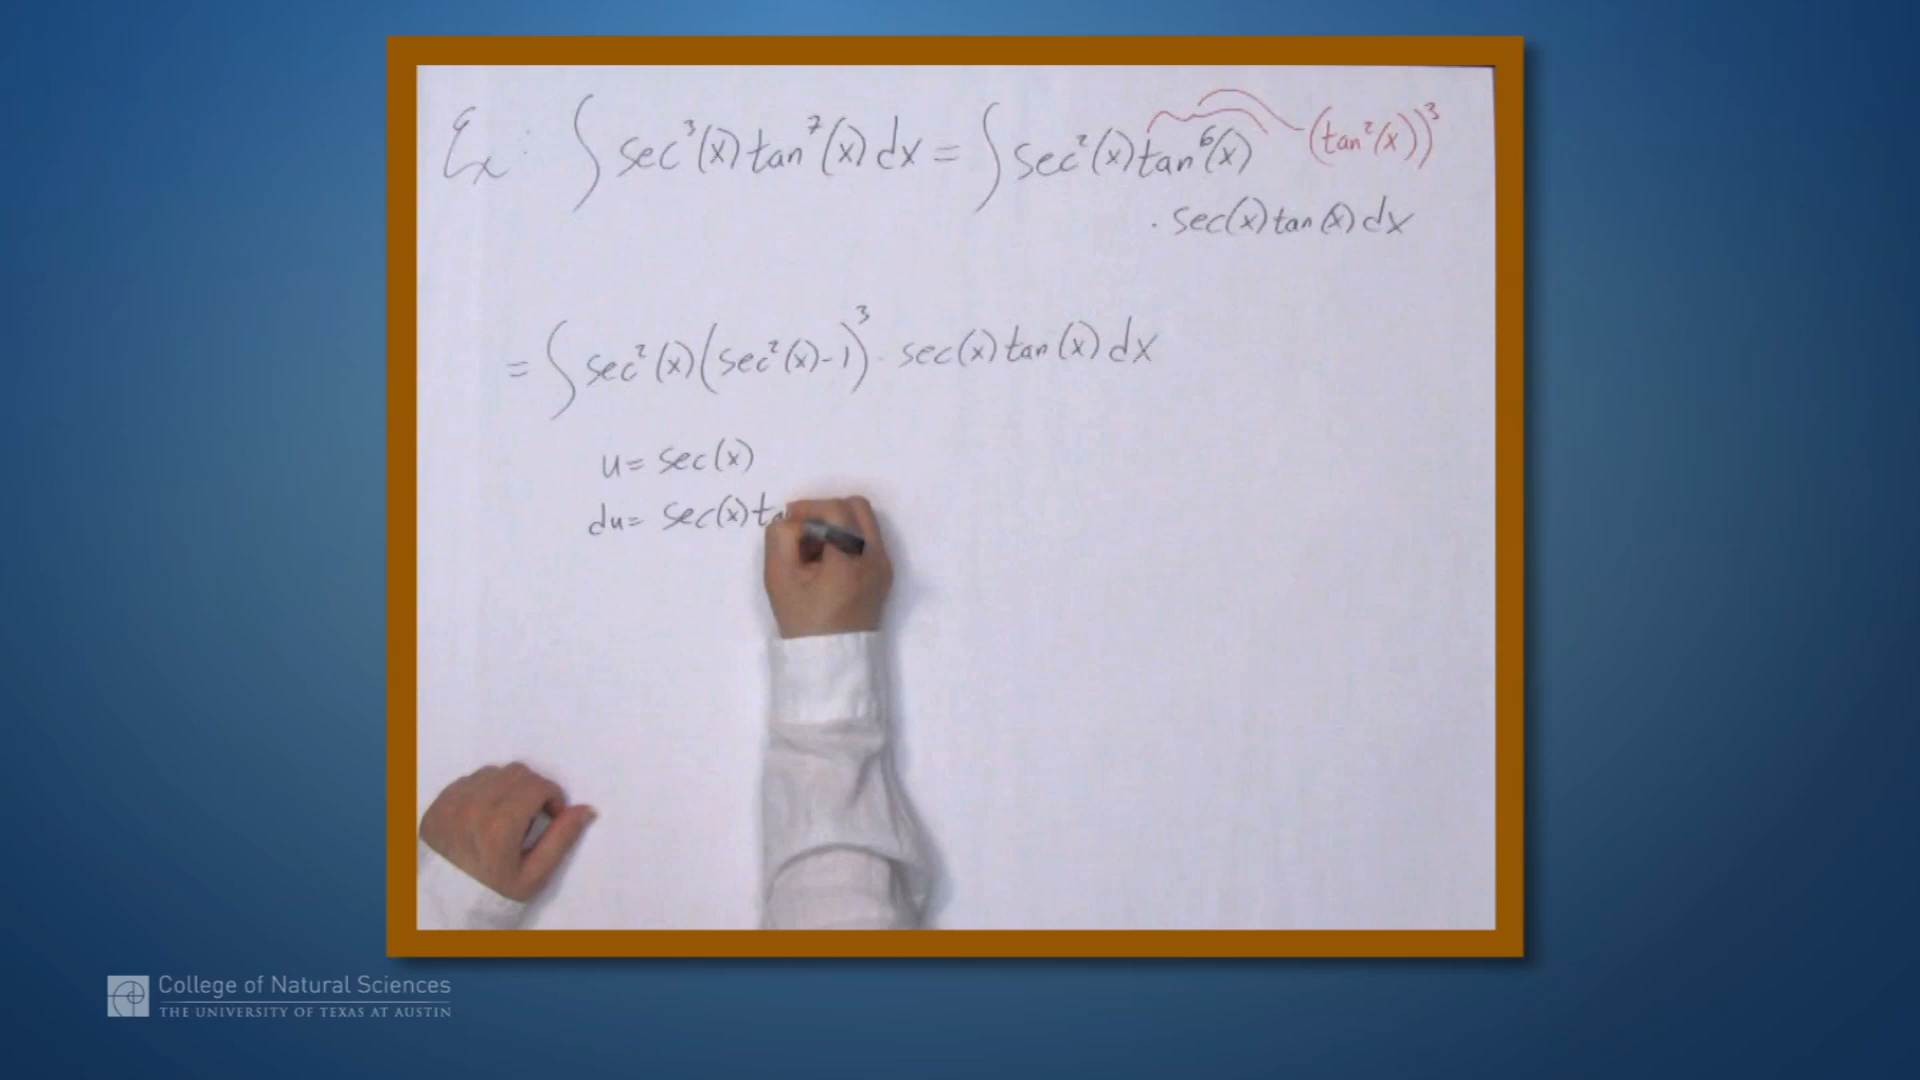 Ex: ∫ sec³(x) tan⁷(x) dx = ∫ sec²(x) tan⁶(x) (tan²(x))³
· sec(x) tan(x) dx
= ∫ sec²(x) (sec²(x) - 1)³ · sec(x) tan(x) dx
u = sec(x)
du = sec(x) ta
College of Natural Sciences
THE UNIVERSITY OF TEXAS AT AUSTIN